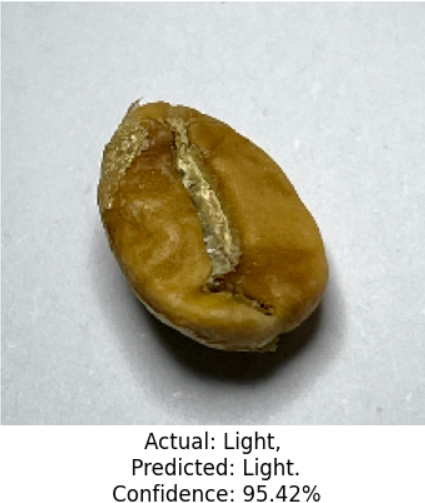 Actual: Light,
Predicted: Light.
Confidence: 95.42%